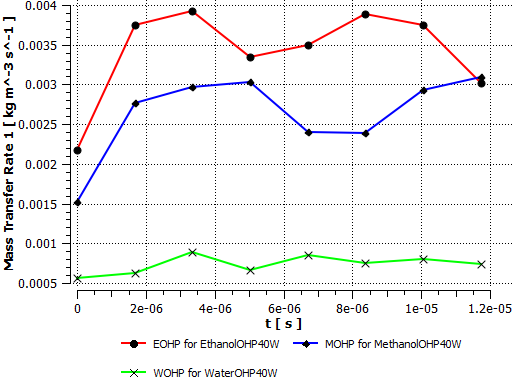 0.004
0.0035
0.003
0.0025
0.002
0.0015
0.001
0.0005
Mass Transfer Rate 1 [ kg m^-3 s^-1 ]
0 2e-06 4e-06 6e-06 8e-06 1e-05 1.2e-05
t [ s ]
EOHP for EthanolOHP40W MOHP for MethanolOHP40W
WOHP for WaterOHP40W